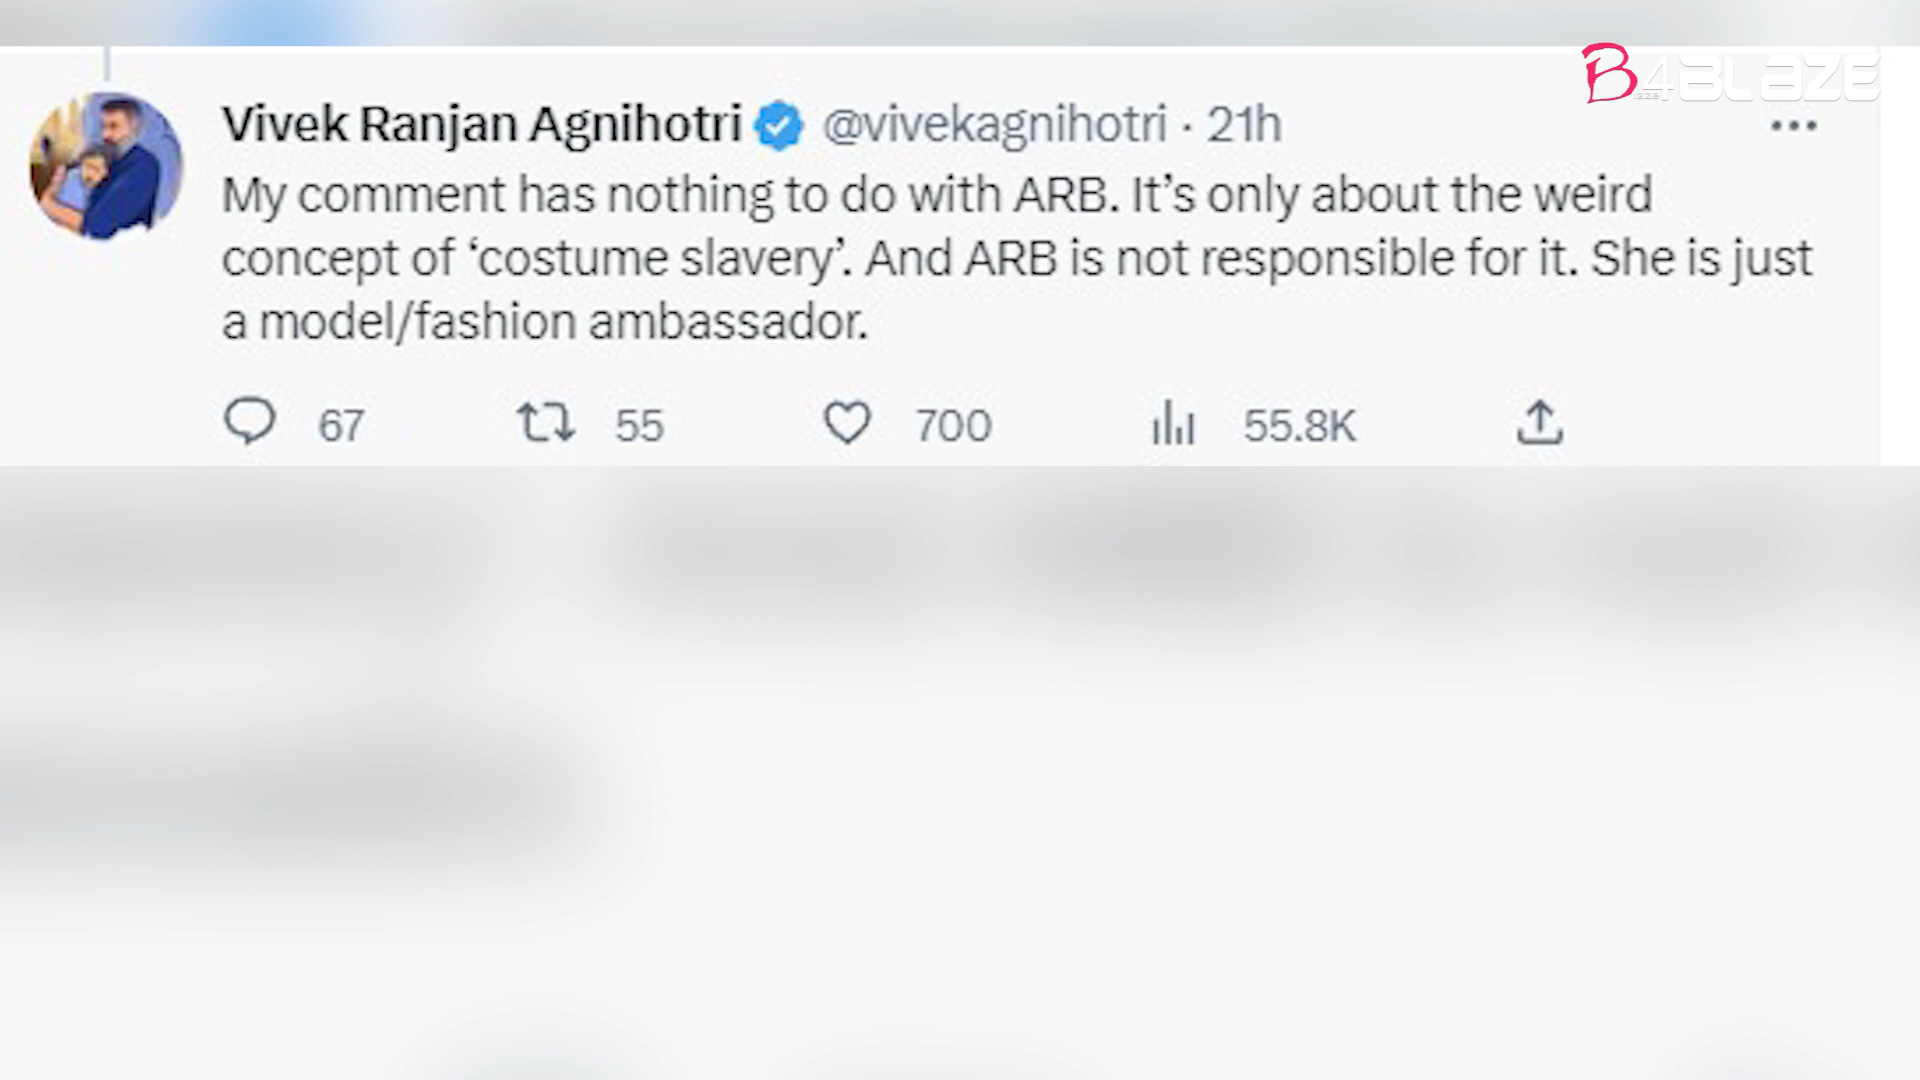 B4BLAZE
Vivek Ranjan Agnihotri @vivekagnihotri · 21h
My comment has nothing to do with ARB. It’s only about the weird
concept of ‘costume slavery’. And ARB is not responsible for it. She is just
a model/fashion ambassador.
67 55 700 55.8K